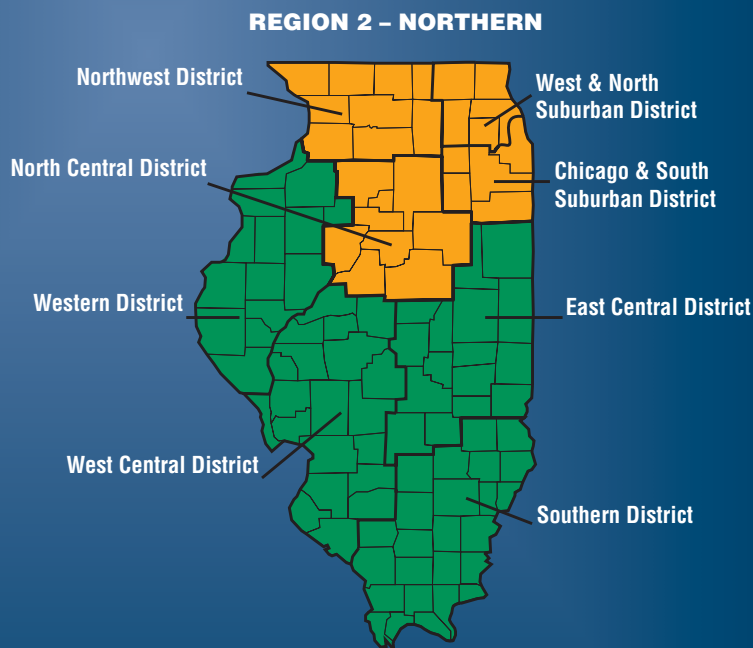 REGION 2 – NORTHERN
Northwest District
West & North
Suburban District
North Central District
Chicago & South
Suburban District
Western District
East Central District
West Central District
Southern District